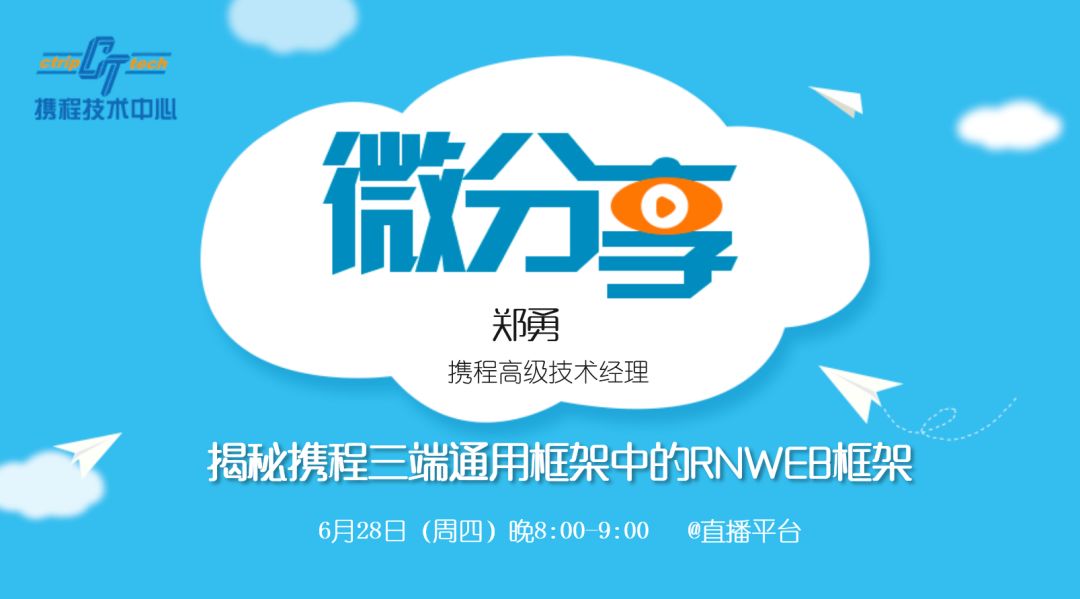 ctrip CT tech
携程技术中心
微分享
郑勇
携程高级技术经理
揭秘携程三端通用框架中的RNWEB框架
6月28日（周四）晚8:00-9:00 @直播平台